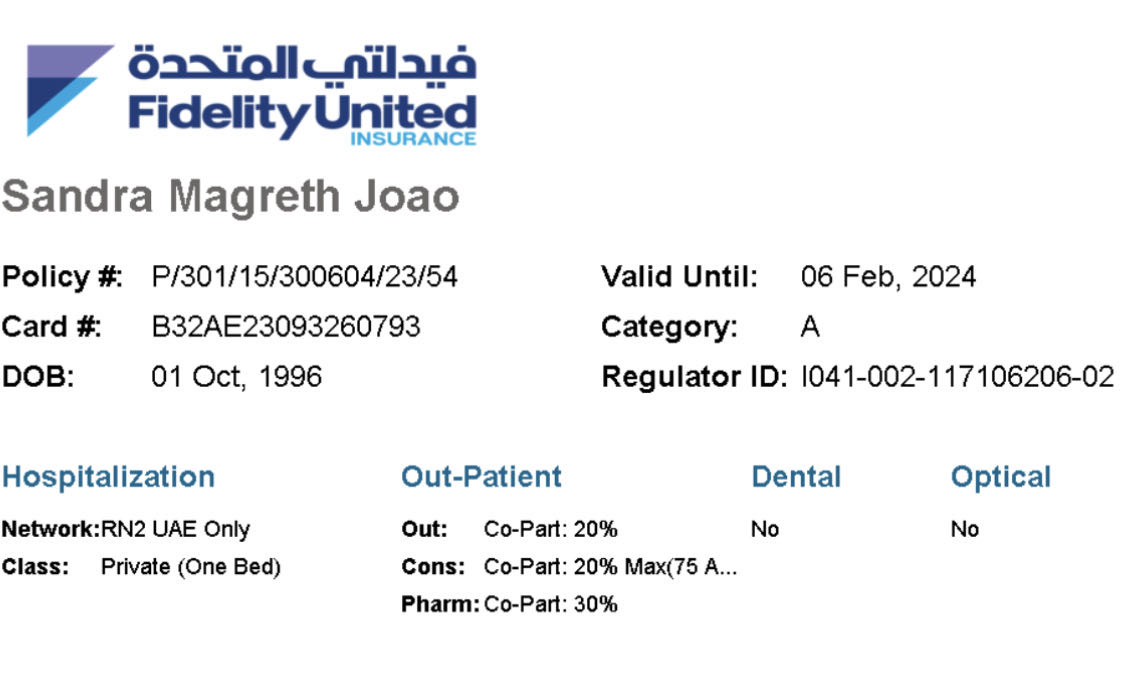 فيدلتي المتحدة
Fidelity United
INSURANCE
Sandra Magreth Joao
Policy #: P/301/15/300604/23/54 Valid Until: 06 Feb, 2024
Card #: B32AE23093260793 Category: A
DOB: 01 Oct, 1996 Regulator ID: I041-002-117106206-02
Hospitalization Out-Patient Dental Optical
Network:RN2 UAE Only Out: Co-Part: 20% No No
Class: Private (One Bed) Cons: Co-Part: 20% Max(75 A...
Pharm: Co-Part: 30%